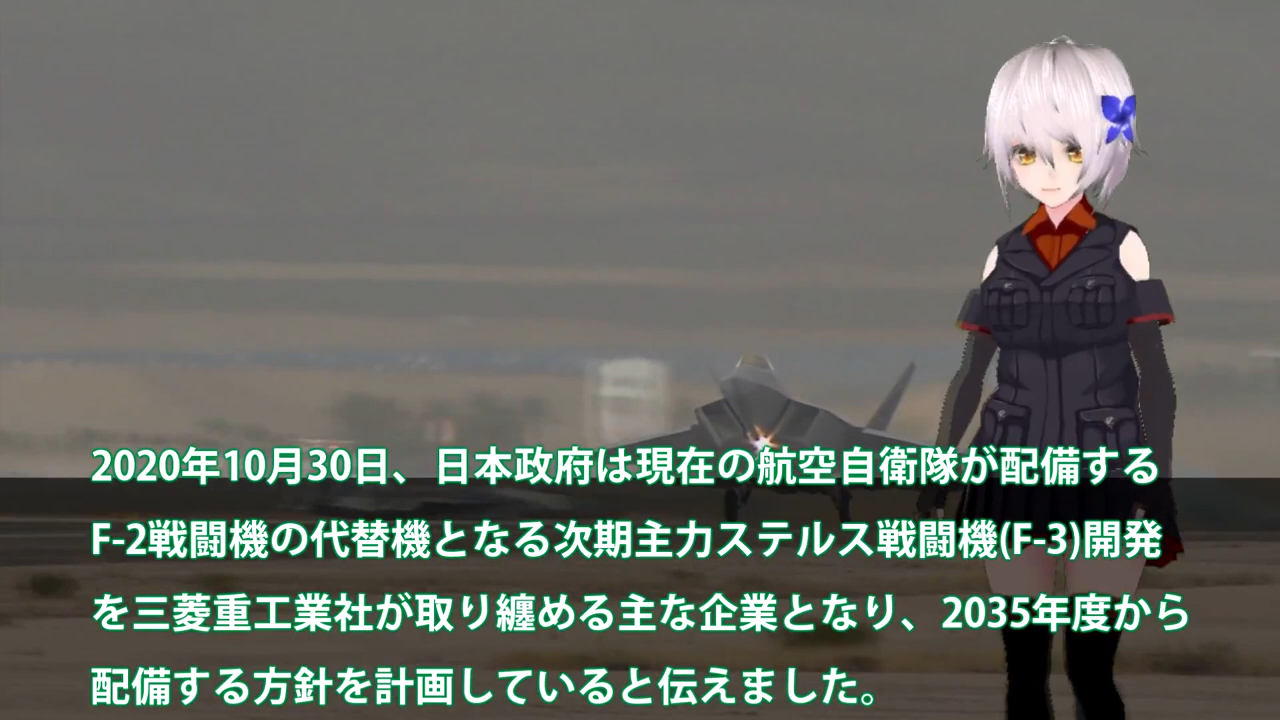 2020年10月30日、日本政府は現在の航空自衛隊が配備する
F-2戦闘機の代替機となる次期主力ステルス戦闘機(F-3)開発
を三菱重工業社が取り纏める主な企業となり、2035年度から
配備する方針を計画していると伝えました。